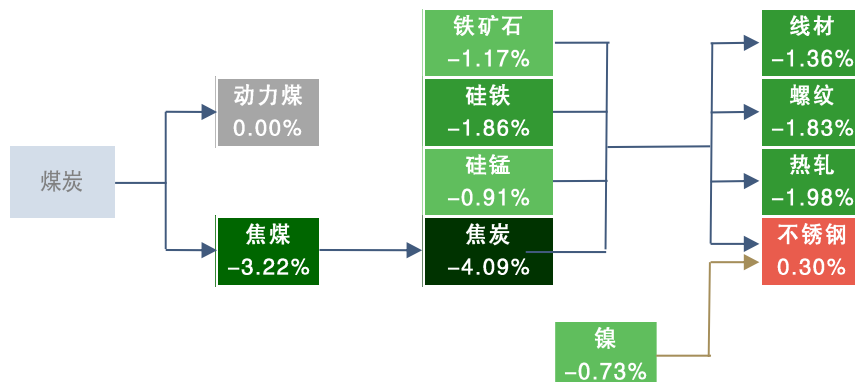 煤炭
动力煤
0.00%
焦煤
-3.22%
铁矿石
-1.17%
硅铁
-1.86%
硅锰
-0.91%
焦炭
-4.09%
线材
-1.36%
螺纹
-1.83%
热轧
-1.98%
不锈钢
0.30%
镍
-0.73%